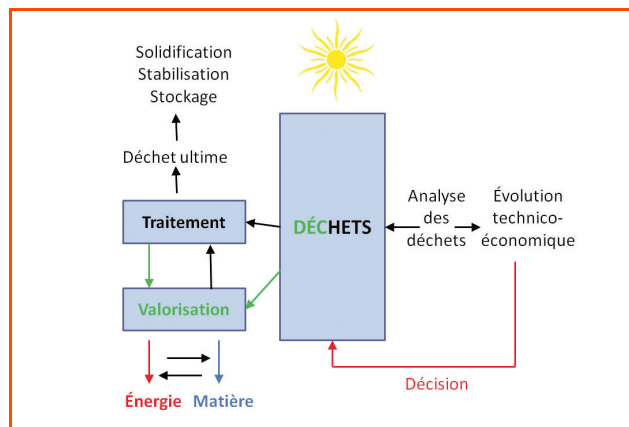 Solidification
Stabilisation
Stockage
Déchet ultime
Traitement
DÉCHETS
Analyse
des
déchets
Évolution
technico-
économique
Valorisation
Décision
Énergie
Matière